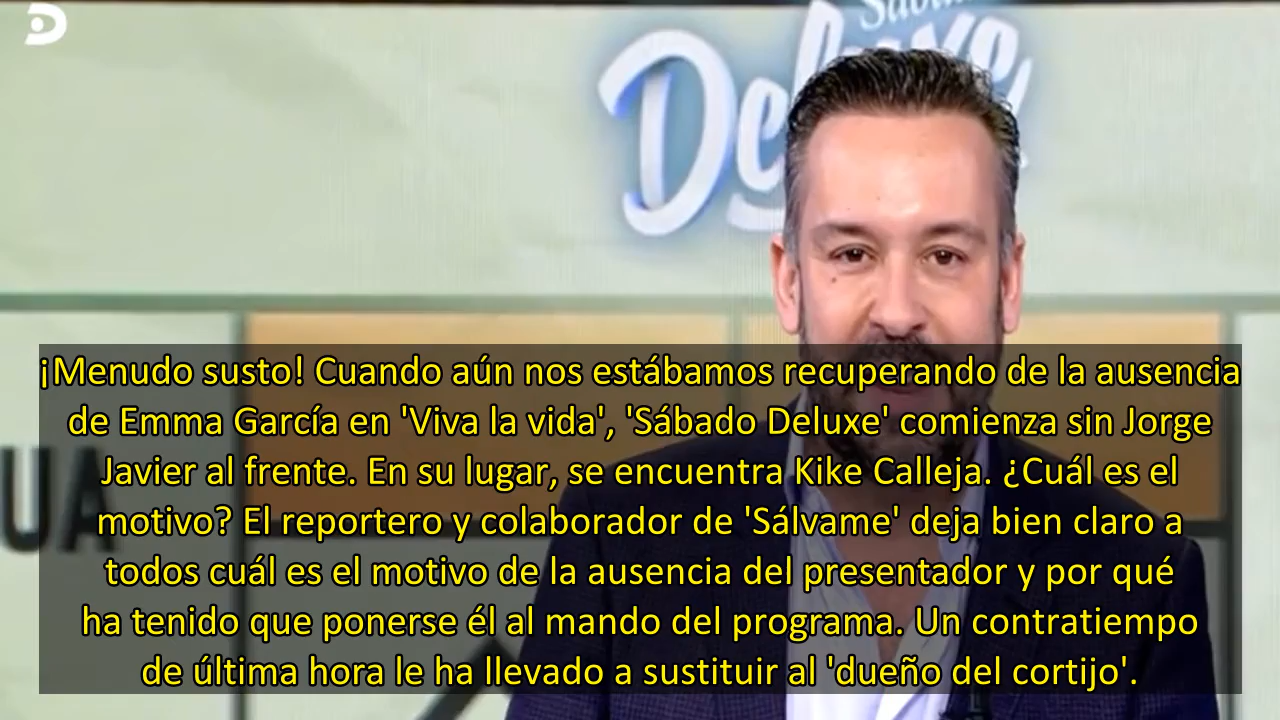 Sábado
Deluxe
UA
¡Menudo susto! Cuando aún nos estábamos recuperando de la ausencia
de Emma García en 'Viva la vida', 'Sábado Deluxe' comienza sin Jorge
Javier al frente. En su lugar, se encuentra Kike Calleja. ¿Cuál es el
motivo? El reportero y colaborador de 'Sálvame' deja bien claro a
todos cuál es el motivo de la ausencia del presentador y por qué
ha tenido que ponerse él al mando del programa. Un contratiempo
de última hora le ha llevado a sustituir al 'dueño del cortijo'.